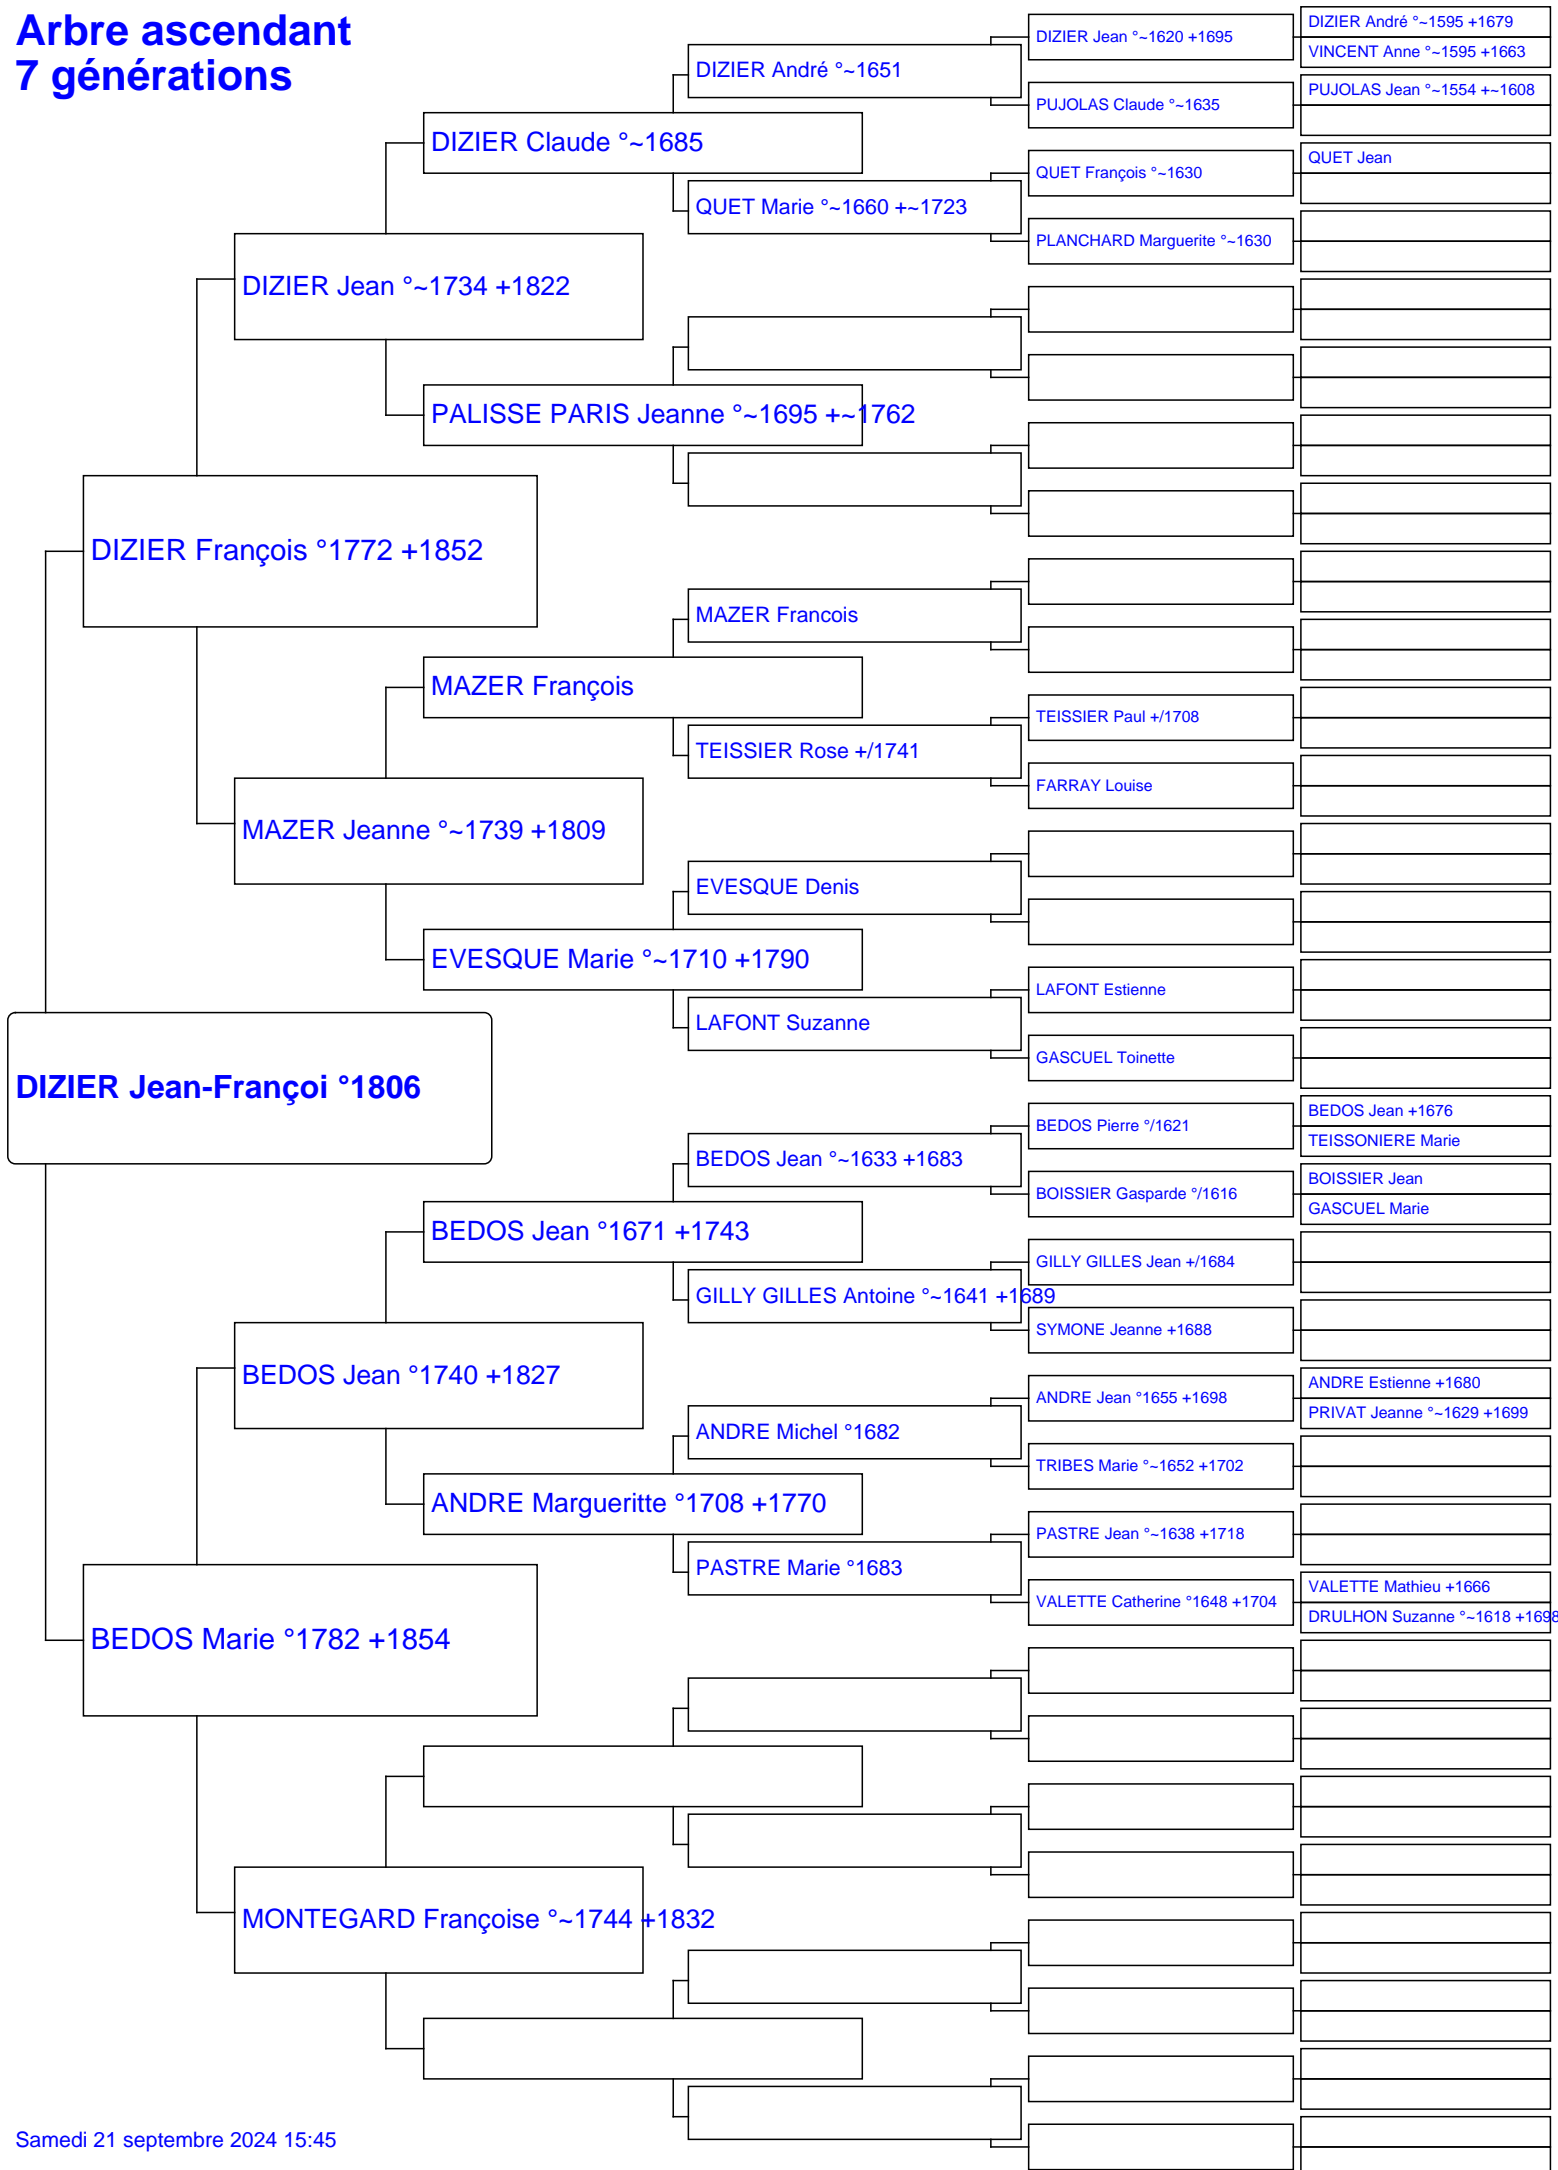 Arbre ascendant
7 générations
DIZIER Jean-Françoi °1806
DIZIER François °1772 +1852
BEDOS Marie °1782 +1854
DIZIER Jean °~1734 +1822
MAZER Jeanne °~1739 +1809
BEDOS Jean °1740 +1827
MONTEGARD Françoise °~1744 +1832
DIZIER Claude °~1685
PALISSE PARIS Jeanne °~1695 +~1762
MAZER François
EVESQUE Marie °~1710 +1790
BEDOS Jean °1671 +1743
ANDRE Margueritte °1708 +1770
DIZIER André °~1651
QUET Marie °~1660 +~1723
MAZER Francois
TEISSIER Rose +/1741
EVESQUE Denis
LAFONT Suzanne
BEDOS Jean °~1633 +1683
GILLY GILLES Antoine °~1641 +1689
ANDRE Michel °1682
PASTRE Marie °1683
DIZIER Jean °~1620 +1695
PUJOLAS Claude °~1635
QUET François °~1630
PLANCHARD Marguerite °~1630
TEISSIER Paul +/1708
FARRAY Louise
LAFONT Estienne
GASCUEL Toinette
BEDOS Pierre °/1621
BOISSIER Gasparde °/1616
GILLY GILLES Jean +/1684
SYMONE Jeanne +1688
ANDRE Jean °1655 +1698
TRIBES Marie °~1652 +1702
PASTRE Jean °~1638 +1718
VALETTE Catherine °1648 +1704
DIZIER André °~1595 +1679
VINCENT Anne °~1595 +1663
PUJOLAS Jean °~1554 +~1608
QUET Jean
BEDOS Jean +1676
TEISSONIERE Marie
BOISSIER Jean
GASCUEL Marie
ANDRE Estienne +1680
PRIVAT Jeanne °~1629 +1699
VALETTE Mathieu +1666
DRULHON Suzanne °~1618 +1698
Samedi 21 septembre 2024 15:45